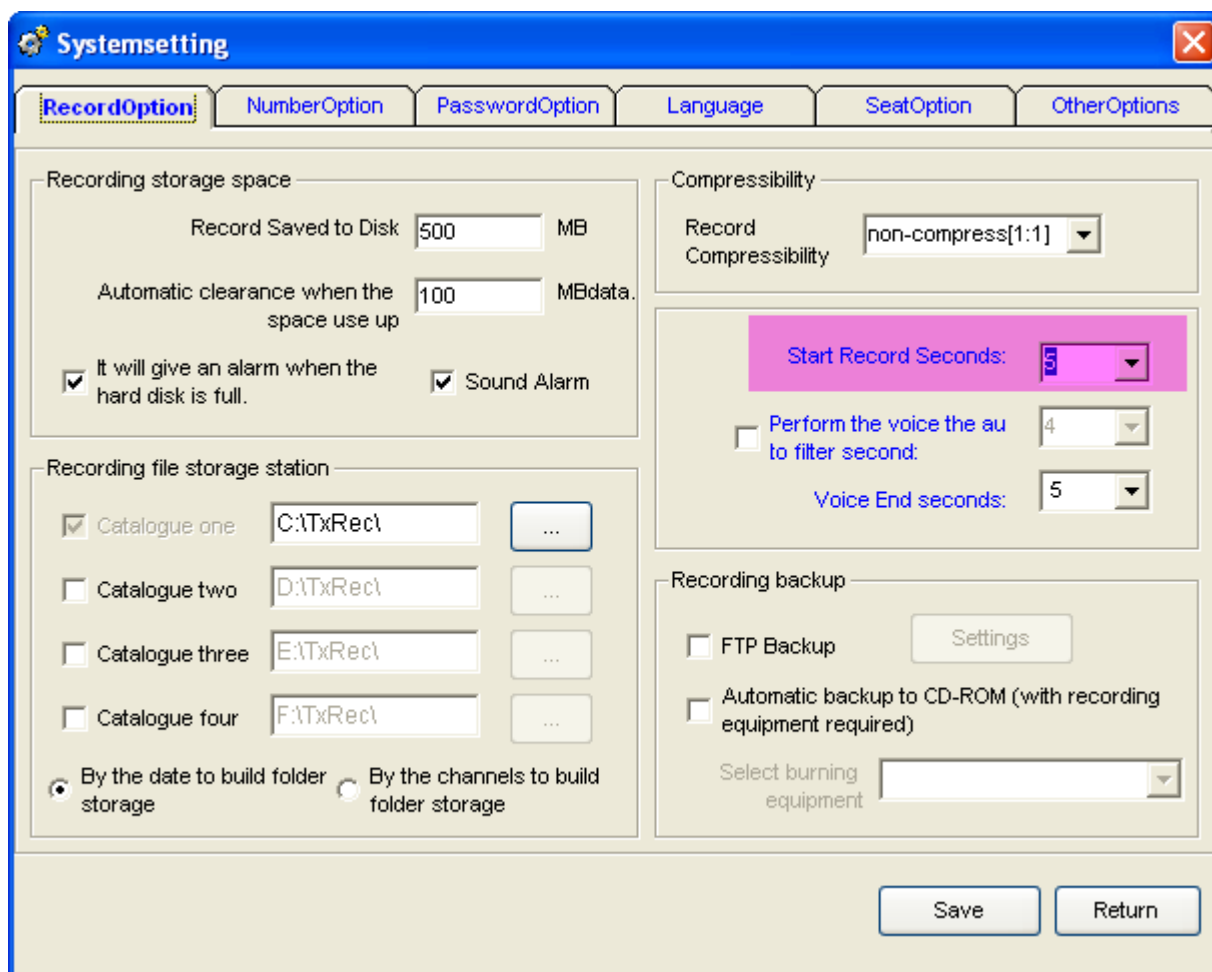 Systemsetting
RecordOption NumberOption PasswordOption Language SeatOption OtherOptions
Recording storage space
Record Saved to Disk 500 MB
Automatic clearance when the
space use up
100 MBdata.
It will give an alarm when the
hard disk is full.
Sound Alarm
Recording file storage station
Catalogue one C:\TxRec\ ...
Catalogue two D:\TxRec\ ...
Catalogue three E:\TxRec\ ...
Catalogue four F:\TxRec\ ...
By the date to build folder
storage
By the channels to build
folder storage
Compressibility
Record
Compressibility
non-compress[1:1]
Start Record Seconds: 5
Perform the voice the au
to filter second:
4
Voice End seconds: 5
Recording backup
FTP Backup Settings
Automatic backup to CD-ROM (with recording
equipment required)
Select burning
equipment
Save Return